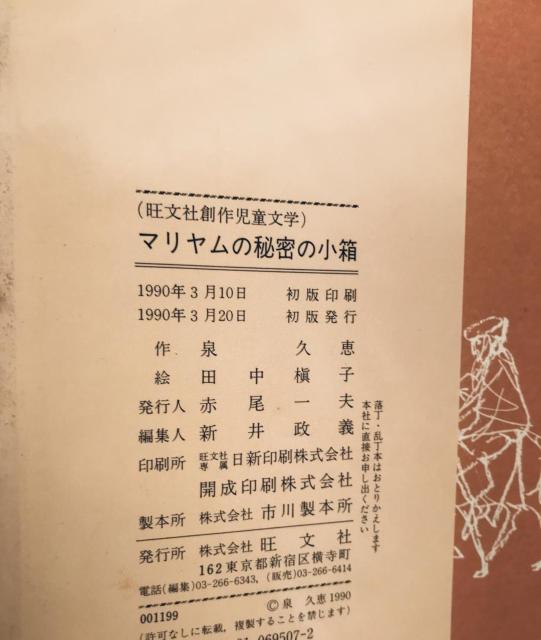 (旺文社創作児童文学)
マリヤムの秘密の小箱
1990年3月10日 初版印刷
1990年3月20日 初版発行
作 泉 久恵
絵 田中槇子
発行人 赤尾一夫
編集人 新井政義
印刷所 旺文社専属 日新印刷株式会社
開成印刷株式会社
製本所 株式会社 市川製本所
発行所 株式会社 旺文社
162 東京都新宿区横寺町
電話(編集)03-266-6343, (販売)03-266-6414
001199 ©泉 久恵 1990
(許可なしに転載, 複製することを禁じます)
069507-2
落丁・乱丁本はおとりかえします
本社に直接お申し出ください